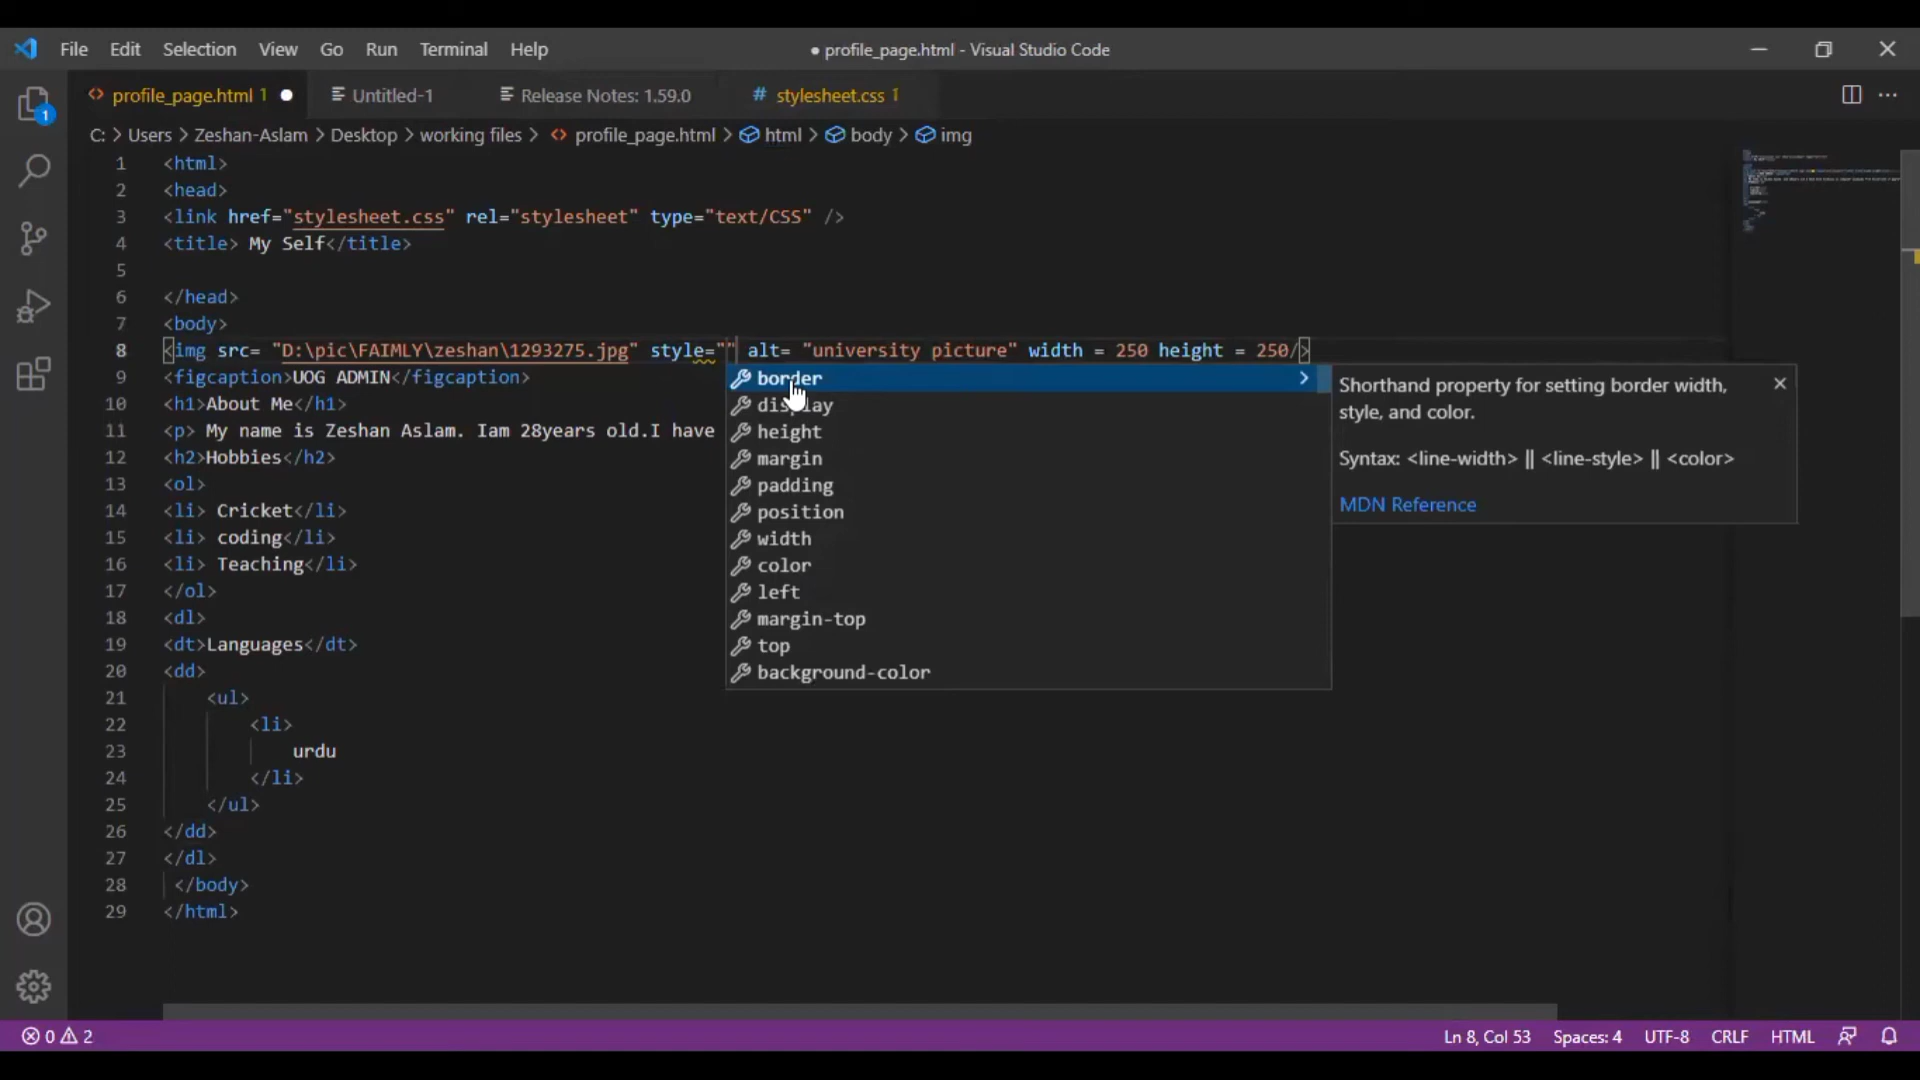 File Edit Selection View Go Run Terminal Help ● profile_page.html - Visual Studio Code
<> profile_page.html 1 ● Untitled-1 Release Notes: 1.59.0 # stylesheet.css 1
1
C: > Users > Zeshan-Aslam > Desktop > working files > <> profile_page.html > html > body > img
1 <html>
2 <head>
3 <link href="stylesheet.css" rel="stylesheet" type="text/CSS" />
4 <title> My Self</title>
5
6 </head>
7 <body>
8 <img src= "D:\pic\FAIMLY\zeshan\1293275.jpg" style="" alt= "university picture" width = 250 height = 250/>
9 <figcaption>UOG ADMIN</figcaption>
10 <h1>About Me</h1>
11 <p> My name is Zeshan Aslam. Iam 28years old.I have
12 <h2>Hobbies</h2>
13 <ol>
14 <li> Cricket</li>
15 <li> coding</li>
16 <li> Teaching</li>
17 </ol>
18 <dl>
19 <dt>Languages</dt>
20 <dd>
21 <ul>
22 <li>
23 urdu
24 </li>
25 </ul>
26 </dd>
27 </dl>
28 </body>
29 </html>
border
display
height
margin
padding
position
width
color
left
margin-top
top
background-color
Shorthand property for setting border width,
style, and color.
Syntax: <line-width> || <line-style> || <color>
MDN Reference
0 2 Ln 8, Col 53 Spaces: 4 UTF-8 CRLF HTML